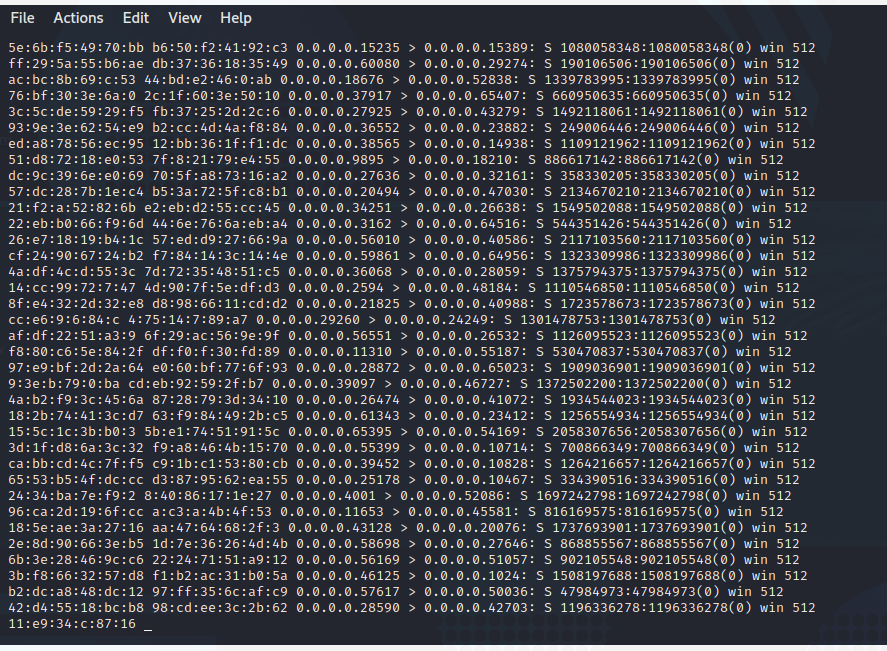 File Actions Edit View Help
5e:6b:f5:49:70:bb b6:50:f2:41:92:c3 0.0.0.0.15235 > 0.0.0.0.15389: S 1080058348:1080058348(0) win 512
ff:29:5a:55:b6:ae db:37:36:18:35:49 0.0.0.0.60080 > 0.0.0.0.29274: S 190106506:190106506(0) win 512
ac:bc:8b:69:c:53 44:bd:e2:46:0:ab 0.0.0.0.18676 > 0.0.0.0.52838: S 1339783995:1339783995(0) win 512
76:bf:30:3e:6a:0 2c:1f:60:3e:50:10 0.0.0.0.37917 > 0.0.0.0.65407: S 660950635:660950635(0) win 512
3c:5c:de:59:29:f5 fb:37:25:2d:2c:6 0.0.0.0.27925 > 0.0.0.0.43279: S 1492118061:1492118061(0) win 512
93:9e:3e:62:54:e9 b2:cc:4d:4a:f8:84 0.0.0.0.36552 > 0.0.0.0.23882: S 249006446:249006446(0) win 512
ed:a8:78:56:ec:95 12:bb:36:1f:f1:dc 0.0.0.0.38565 > 0.0.0.0.14938: S 1109121962:1109121962(0) win 512
51:d8:72:18:e0:53 7f:8:21:79:e4:55 0.0.0.0.9895 > 0.0.0.0.18210: S 886617142:886617142(0) win 512
dc:9c:39:6e:e0:69 70:5f:a8:73:16:a2 0.0.0.0.27636 > 0.0.0.0.32161: S 358330205:358330205(0) win 512
57:dc:28:7b:1e:c4 b5:3a:72:5f:c8:b1 0.0.0.0.20494 > 0.0.0.0.47030: S 2134670210:2134670210(0) win 512
21:f2:a:52:82:6b e2:eb:d2:55:cc:45 0.0.0.0.34251 > 0.0.0.0.26638: S 1549502088:1549502088(0) win 512
22:eb:b0:66:f9:6d 44:6e:76:6a:eb:a4 0.0.0.0.3162 > 0.0.0.0.64516: S 544351426:544351426(0) win 512
26:e7:18:19:b4:1c 57:ed:d9:27:66:9a 0.0.0.0.56010 > 0.0.0.0.40586: S 2117103560:2117103560(0) win 512
cf:24:90:67:24:b2 f7:84:14:3c:14:4e 0.0.0.0.59861 > 0.0.0.0.64956: S 1323309986:1323309986(0) win 512
4a:df:4c:d:55:3c 7d:72:35:48:51:c5 0.0.0.0.36068 > 0.0.0.0.28059: S 1375794375:1375794375(0) win 512
14:cc:99:72:7:47 4d:90:7f:5e:df:d3 0.0.0.0.2594 > 0.0.0.0.48184: S 1110546850:1110546850(0) win 512
8f:e4:32:2d:32:e8 d8:98:66:11:cd:d2 0.0.0.0.21825 > 0.0.0.0.40988: S 1723578673:1723578673(0) win 512
cc:e6:9:6:84:c 4:75:14:7:89:a7 0.0.0.0.29260 > 0.0.0.0.24249: S 1301478753:1301478753(0) win 512
af:df:22:51:a3:9 6f:29:ac:56:9e:9f 0.0.0.0.56551 > 0.0.0.0.26532: S 1126095523:1126095523(0) win 512
f8:80:c6:5e:84:2f df:f0:f:30:fd:89 0.0.0.0.11310 > 0.0.0.0.55187: S 530470837:530470837(0) win 512
97:e9:bf:2d:2a:64 e0:60:bf:77:6f:93 0.0.0.0.28872 > 0.0.0.0.65023: S 1909036901:1909036901(0) win 512
9:3e:b:79:0:ba cd:eb:92:59:2f:b7 0.0.0.0.39097 > 0.0.0.0.46727: S 1372502200:1372502200(0) win 512
4a:b2:f9:3c:45:6a 87:28:79:3d:34:10 0.0.0.0.26474 > 0.0.0.0.41072: S 1934544023:1934544023(0) win 512
18:2b:74:41:3c:d7 63:f9:84:49:2b:c5 0.0.0.0.61343 > 0.0.0.0.23412: S 1256554934:1256554934(0) win 512
15:5c:1c:3b:b0:3 5b:e1:74:51:91:5c 0.0.0.0.65395 > 0.0.0.0.54169: S 2058307656:2058307656(0) win 512
3d:1f:d8:6a:3c:32 f9:a8:46:4b:15:70 0.0.0.0.55399 > 0.0.0.0.10714: S 700866349:700866349(0) win 512
ca:bb:cd:4c:7f:f5 c9:1b:c1:53:80:cb 0.0.0.0.39452 > 0.0.0.0.10828: S 1264216657:1264216657(0) win 512
65:53:b5:4f:dc:cc d3:87:95:62:ea:55 0.0.0.0.25178 > 0.0.0.0.10467: S 334390516:334390516(0) win 512
24:34:ba:7e:f9:2 8:40:86:17:1e:27 0.0.0.0.4001 > 0.0.0.0.52086: S 1697242798:1697242798(0) win 512
96:ca:2d:19:6f:cc a:c3:a:4b:4f:53 0.0.0.0.11653 > 0.0.0.0.45581: S 816169575:816169575(0) win 512
18:5e:ae:3a:27:16 aa:47:64:68:2f:3 0.0.0.0.43128 > 0.0.0.0.20076: S 1737693901:1737693901(0) win 512
2e:8d:90:66:3e:b5 1d:7e:36:26:4d:4b 0.0.0.0.58698 > 0.0.0.0.27646: S 868855567:868855567(0) win 512
6b:3e:28:46:9c:c6 22:24:71:51:a9:12 0.0.0.0.56169 > 0.0.0.0.51057: S 902105548:902105548(0) win 512
3b:f8:66:32:57:d8 f1:b2:ac:31:b0:5a 0.0.0.0.46125 > 0.0.0.0.1024: S 1508197688:1508197688(0) win 512
b2:dc:a8:48:dc:12 97:ff:35:6c:af:c9 0.0.0.0.57617 > 0.0.0.0.50036: S 47984973:47984973(0) win 512
42:d4:55:18:bc:b8 98:cd:ee:3c:2b:62 0.0.0.0.28590 > 0.0.0.0.42703: S 1196336278:1196336278(0) win 512
11:e9:34:c:87:16 _